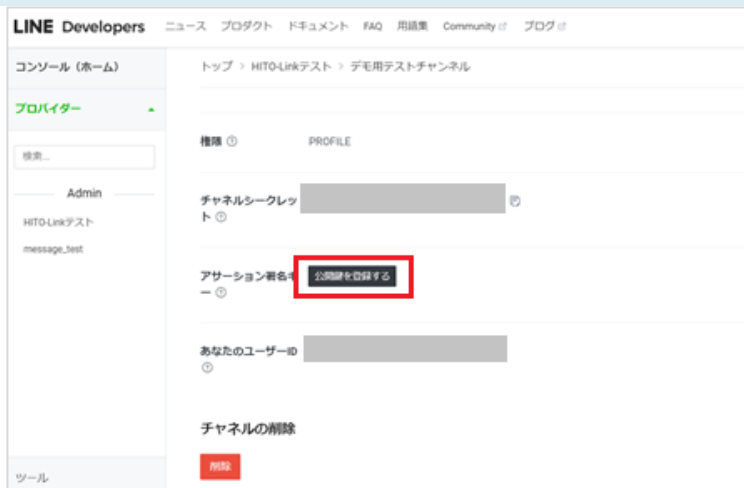 LINE Developers ニュース プロダクト ドキュメント FAQ 用語集 Community ブログ
コンソール（ホーム）
トップ > HITO-Linkテスト > デモ用テストチャンネル
プロバイダー
権限 PROFILE
検索...
Admin
チャネルシークレッ
ト
HITO-Linkテスト
message_test
アサーション署名キ
ー
公開鍵を登録する
あなたのユーザーID
チャネルの削除
削除
ツール